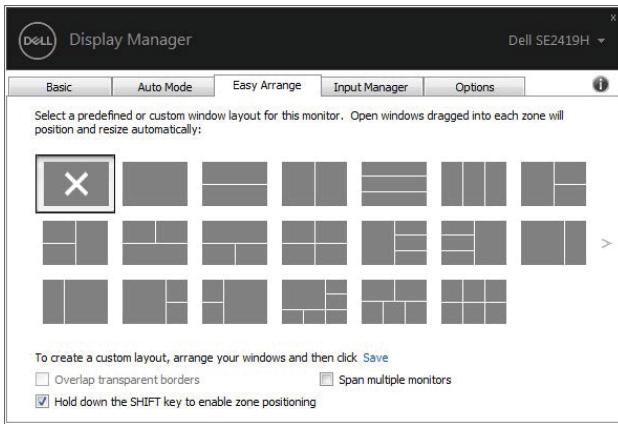 x
DELL Display Manager Dell SE2419H
Basic Auto Mode Easy Arrange Input Manager Options i
Select a predefined or custom window layout for this monitor. Open windows dragged into each zone will
position and resize automatically:
>
To create a custom layout, arrange your windows and then click Save
Overlap transparent borders Span multiple monitors
Hold down the SHIFT key to enable zone positioning